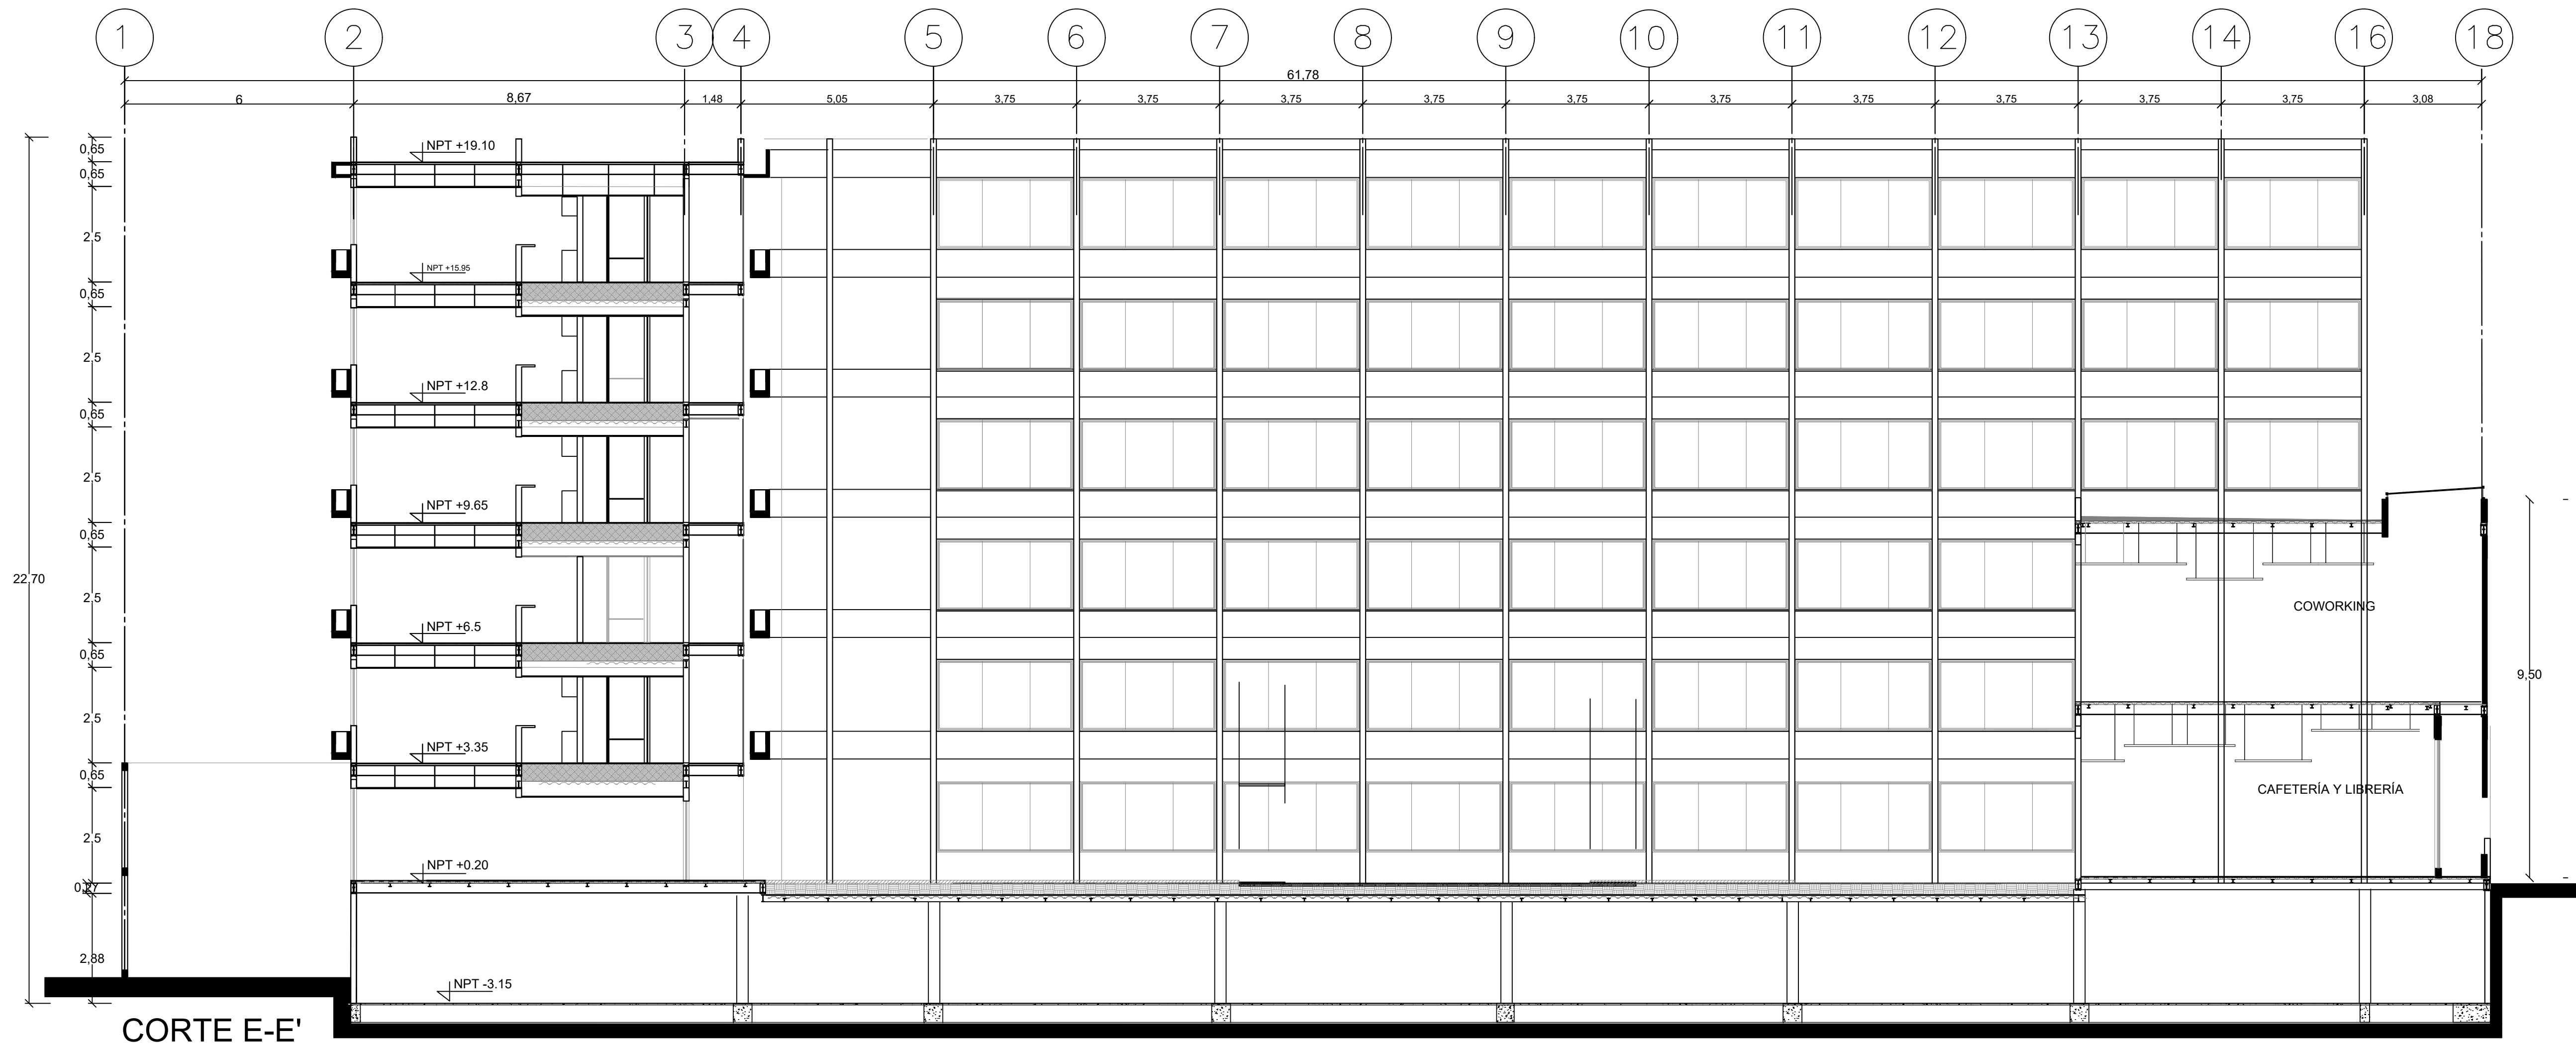 1 2 3 4 5 6 7 8 9 10 11 12 13 14 16 18
61,78
6 8,67 1,48 5,05 3,75 3,75 3,75 3,75 3,75 3,75 3,75 3,75 3,75 3,75 3,08
0,65
NPT +19.10
0,65
2,5
NPT +15.95
0,65
2,5
NPT +12.8
0,65
2,5
NPT +9.65
0,65
22,70
2,5
COWORKING
NPT +6.5
0,65
9,50
2,5
NPT +3.35
0,65
CAFETERÍA Y LIBRERÍA
2,5
NPT +0.20
2,88
NPT -3.15
CORTE E-E'